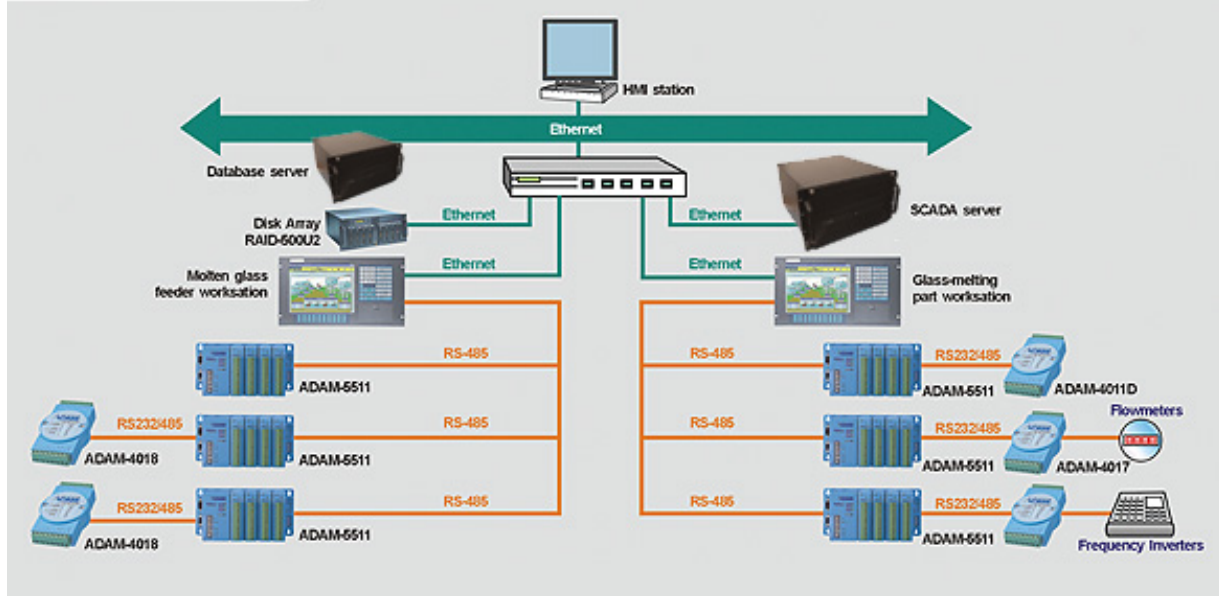 HMI station
Ethernet
Database server
SCADA server
Disk Array
RAID-500U2
Ethernet
Ethernet
Molten glass
feeder worksation
Ethernet
Ethernet
Glass-melting
part worksation
RS-485
ADAM-5511
RS-485
ADAM-5511
RS232/485
ADAM-4011D
RS232/485
ADAM-4018
RS-485
ADAM-5511
RS-485
ADAM-5511
RS232/485
ADAM-4017
Flowmeters
RS232/485
ADAM-4018
RS-485
ADAM-5511
RS-485
ADAM-5511
RS232/485
Frequency Inverters